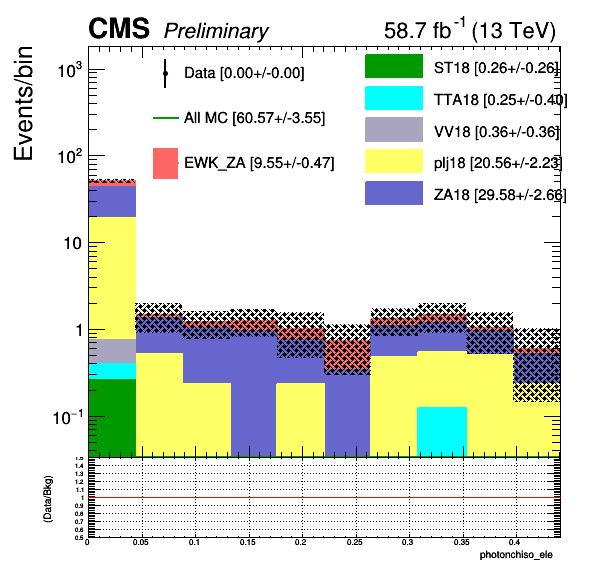 CMS Preliminary 58.7 fb⁻¹ (13 TeV)
Events/bin
10³
10²
10
1
10⁻¹
Data [0.00+/-0.00]
All MC [60.57+/-3.55]
EWK_ZA [9.55+/-0.47]
ST18 [0.26+/-0.26]
TTA18 [0.25+/-0.40]
VV18 [0.36+/-0.36]
plj18 [20.56+/-2.23]
ZA18 [29.58+/-2.66]
(Data/Bkg)
1.5
1.4
1.3
1.2
1.1
1
0.9
0.8
0.7
0.6
0.5
0 0.05 0.1 0.15 0.2 0.25 0.3 0.35 0.4
photonchiso_ele